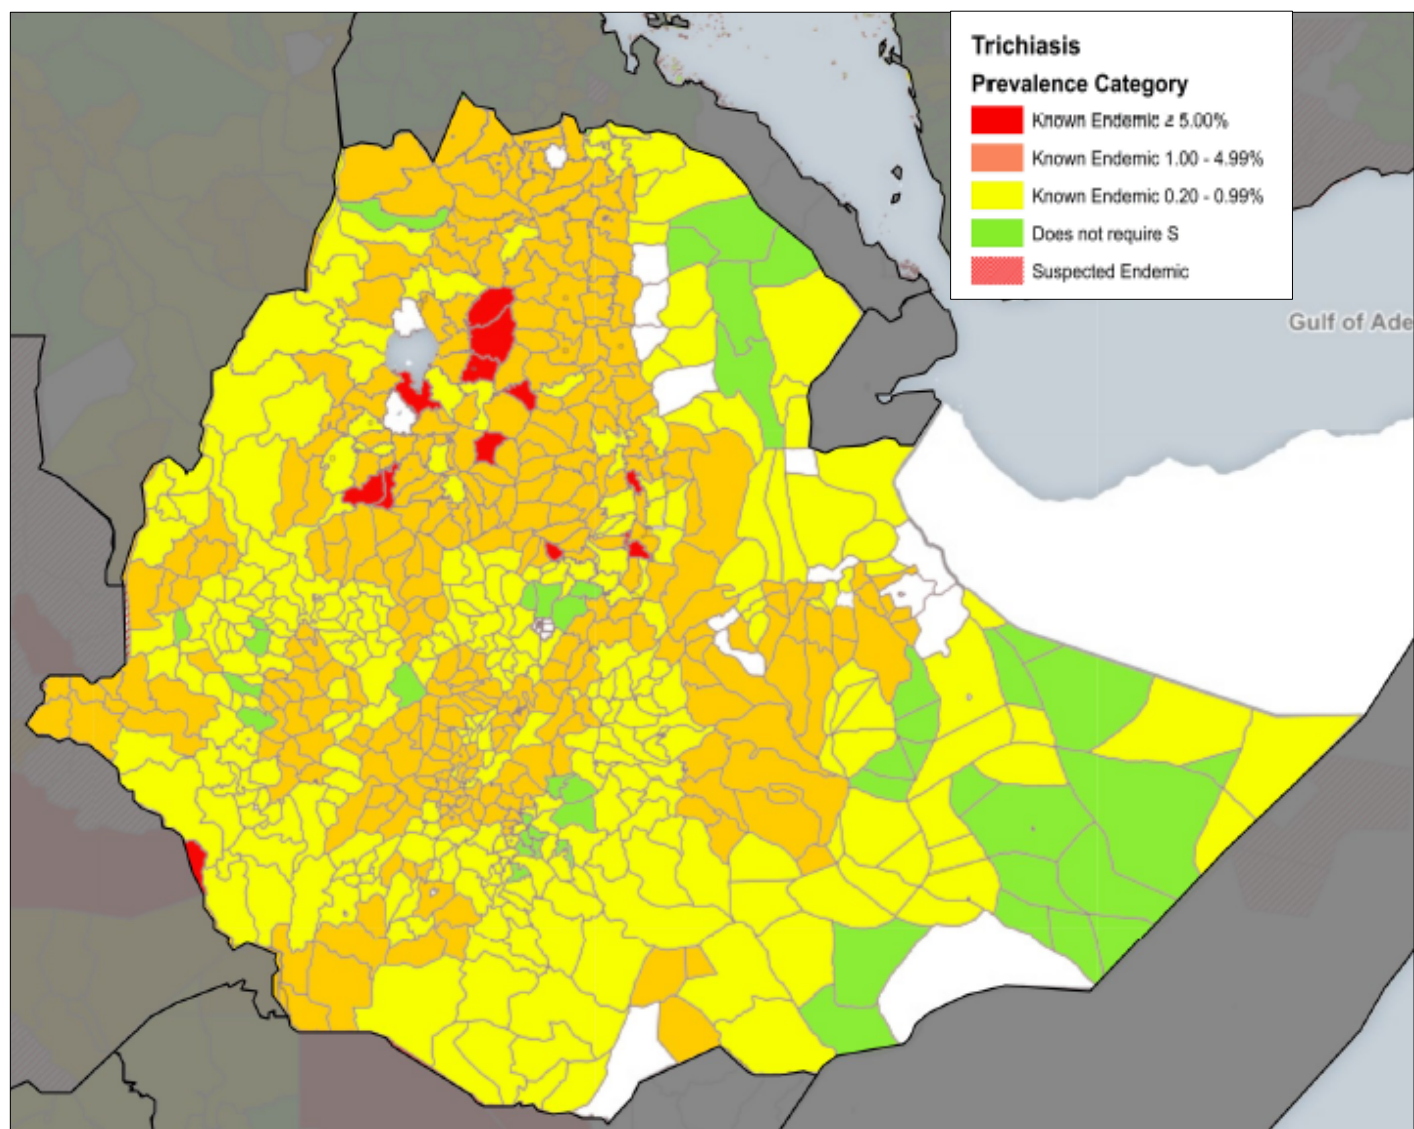 Trichiasis
Prevalence Category
Known Endemic ≥ 5.00%
Known Endemic 1.00 - 4.99%
Known Endemic 0.20 - 0.99%
Does not require S
Suspected Endemic
Gulf of Ade